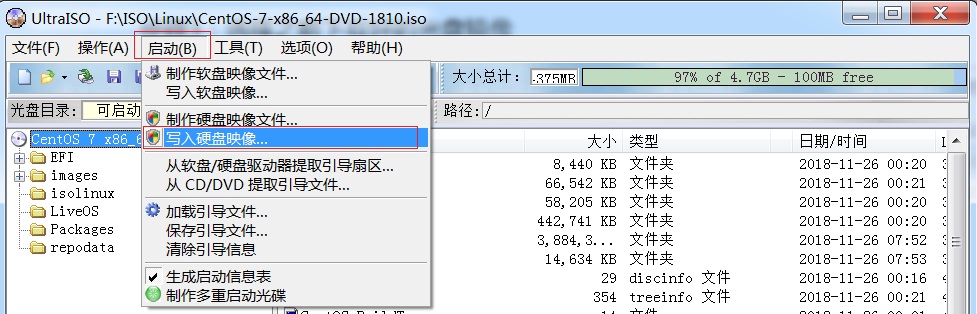 UltraISO - F:\ISO\Linux\CentOS-7-x86_64-DVD-1810.iso
文件(F) 操作(A) 启动(B) 工具(T) 选项(O) 帮助(H)
大小总计: 4375MB 97% of 4.7GB - 100MB free
光盘目录: 可启动 路径: /
制作软盘映像文件...
写入软盘映像...
制作硬盘映像文件...
写入硬盘映像...
从软盘/硬盘驱动器提取引导扇区...
从 CD/DVD 提取引导文件...
加载引导文件...
保存引导文件...
清除引导信息
生成启动信息表
制作多重启动光碟
CentOS 7 x86_6
EFI
images
isolinux
LiveOS
Packages
repodata
大小 类型 日期/时间
8,440 KB 文件夹 2018-11-26 00:20
66,542 KB 文件夹 2018-11-26 00:21
58,205 KB 文件夹 2018-11-26 00:20
442,741 KB 文件夹 2018-11-26 00:20
3,884,3... 文件夹 2018-11-26 07:52
14,634 KB 文件夹 2018-11-26 07:53
29 discinfo 文件 2018-11-26 00:16
354 treeinfo 文件 2018-11-26 00:21